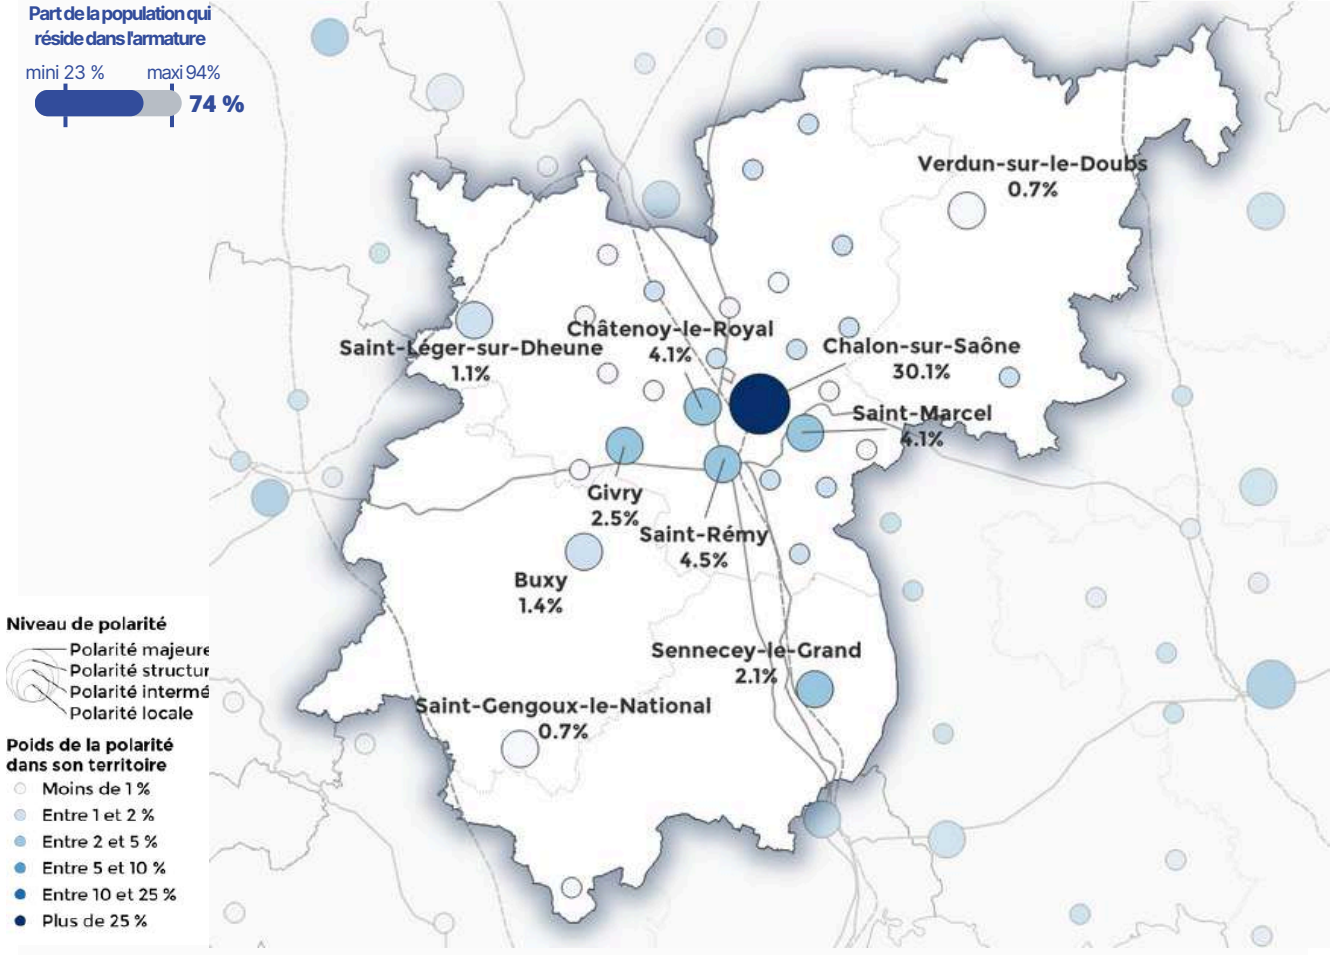 Part de la population qui
réside dans l'armature
mini 23 % maxi 94%
74 %
Verdun-sur-le-Doubs
0.7%
Châtenoy-le-Royal
4.1%
Saint-Léger-sur-Dheune
1.1%
Chalon-sur-Saône
30.1%
Saint-Marcel
4.1%
Givry
2.5%
Saint-Rémy
4.5%
Buxy
1.4%
Sennecey-le-Grand
2.1%
Saint-Gengoux-le-National
0.7%
Niveau de polarité
Polarité majeure
Polarité structur
Polarité intermé
Polarité locale
Poids de la polarité
dans son territoire
Moins de 1 %
Entre 1 et 2 %
Entre 2 et 5 %
Entre 5 et 10 %
Entre 10 et 25 %
Plus de 25 %